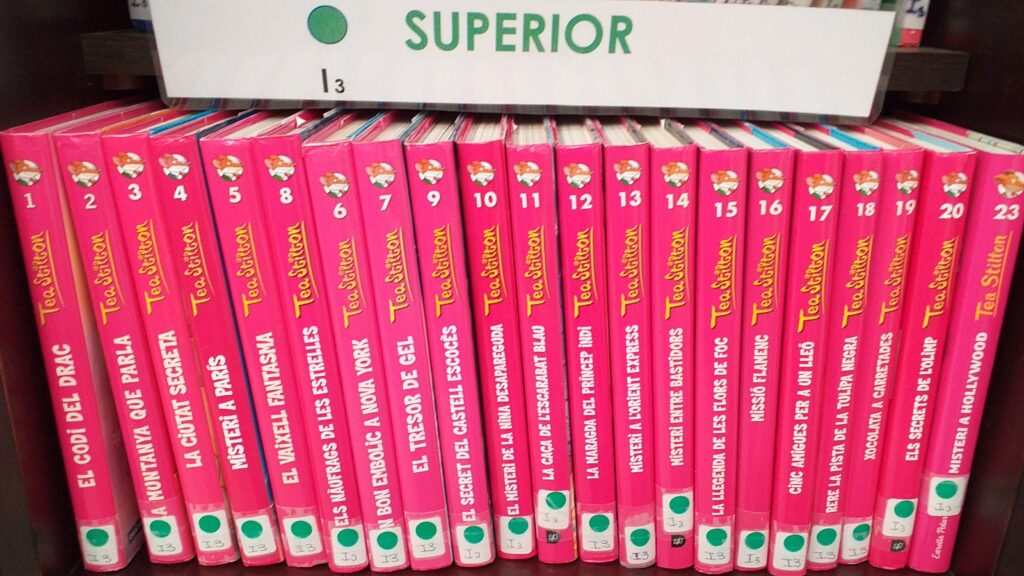 SUPERIOR
I3
1
Tea Stilton
EL CODI DEL DRAC
I3
2
Tea Stilton
A MONTANYA QUE PARLA
I3
3
Tea Stilton
LA CIUTAT SECRETA
I3
4
Tea Stilton
MISTERI A PARÍS
I3
5
Tea Stilton
EL VAIXELL FANTASMA
I3
8
Tea Stilton
ELS NÀUFRAGS DE LES ESTRELLES
I3
6
Tea Stilton
N BON EMBOLIC A NOVA YORK
I3
7
Tea Stilton
EL TRESOR DE GEL
I3
9
Tea Stilton
EL SECRET DEL CASTELL ESCOCÈS
I3
10
Tea Stilton
EL MISTERI DE LA NINA DESAPAREGUDA
I3
11
Tea Stilton
LA CAÇA DE L'ESCARABAT BLAU
I3
12
Tea Stilton
LA MARAGDA DEL PRÍNCEP INDI
I3
13
Tea Stilton
MISTERI A L'ORIENT EXPRESS
I3
14
Tea Stilton
MISTERI ENTRE BASTIDORS
I3
15
Tea Stilton
LA LLEGENDA DE LES FLORS DE FOC
I3
16
Tea Stilton
MISSIÓ FLAMENC
I3
17
Tea Stilton
CINC AMIGUES PER A UN LLEÓ
I3
18
Tea Stilton
RERE LA PISTA DE LA TULIPA NEGRA
I3
19
Tea Stilton
XOCOLATA A CARRETADES
I3
20
Tea Stilton
ELS SECRETS DE L'OLIMP
I3
23
Tea Stilton
MISTERI A HOLLYWOOD
I3